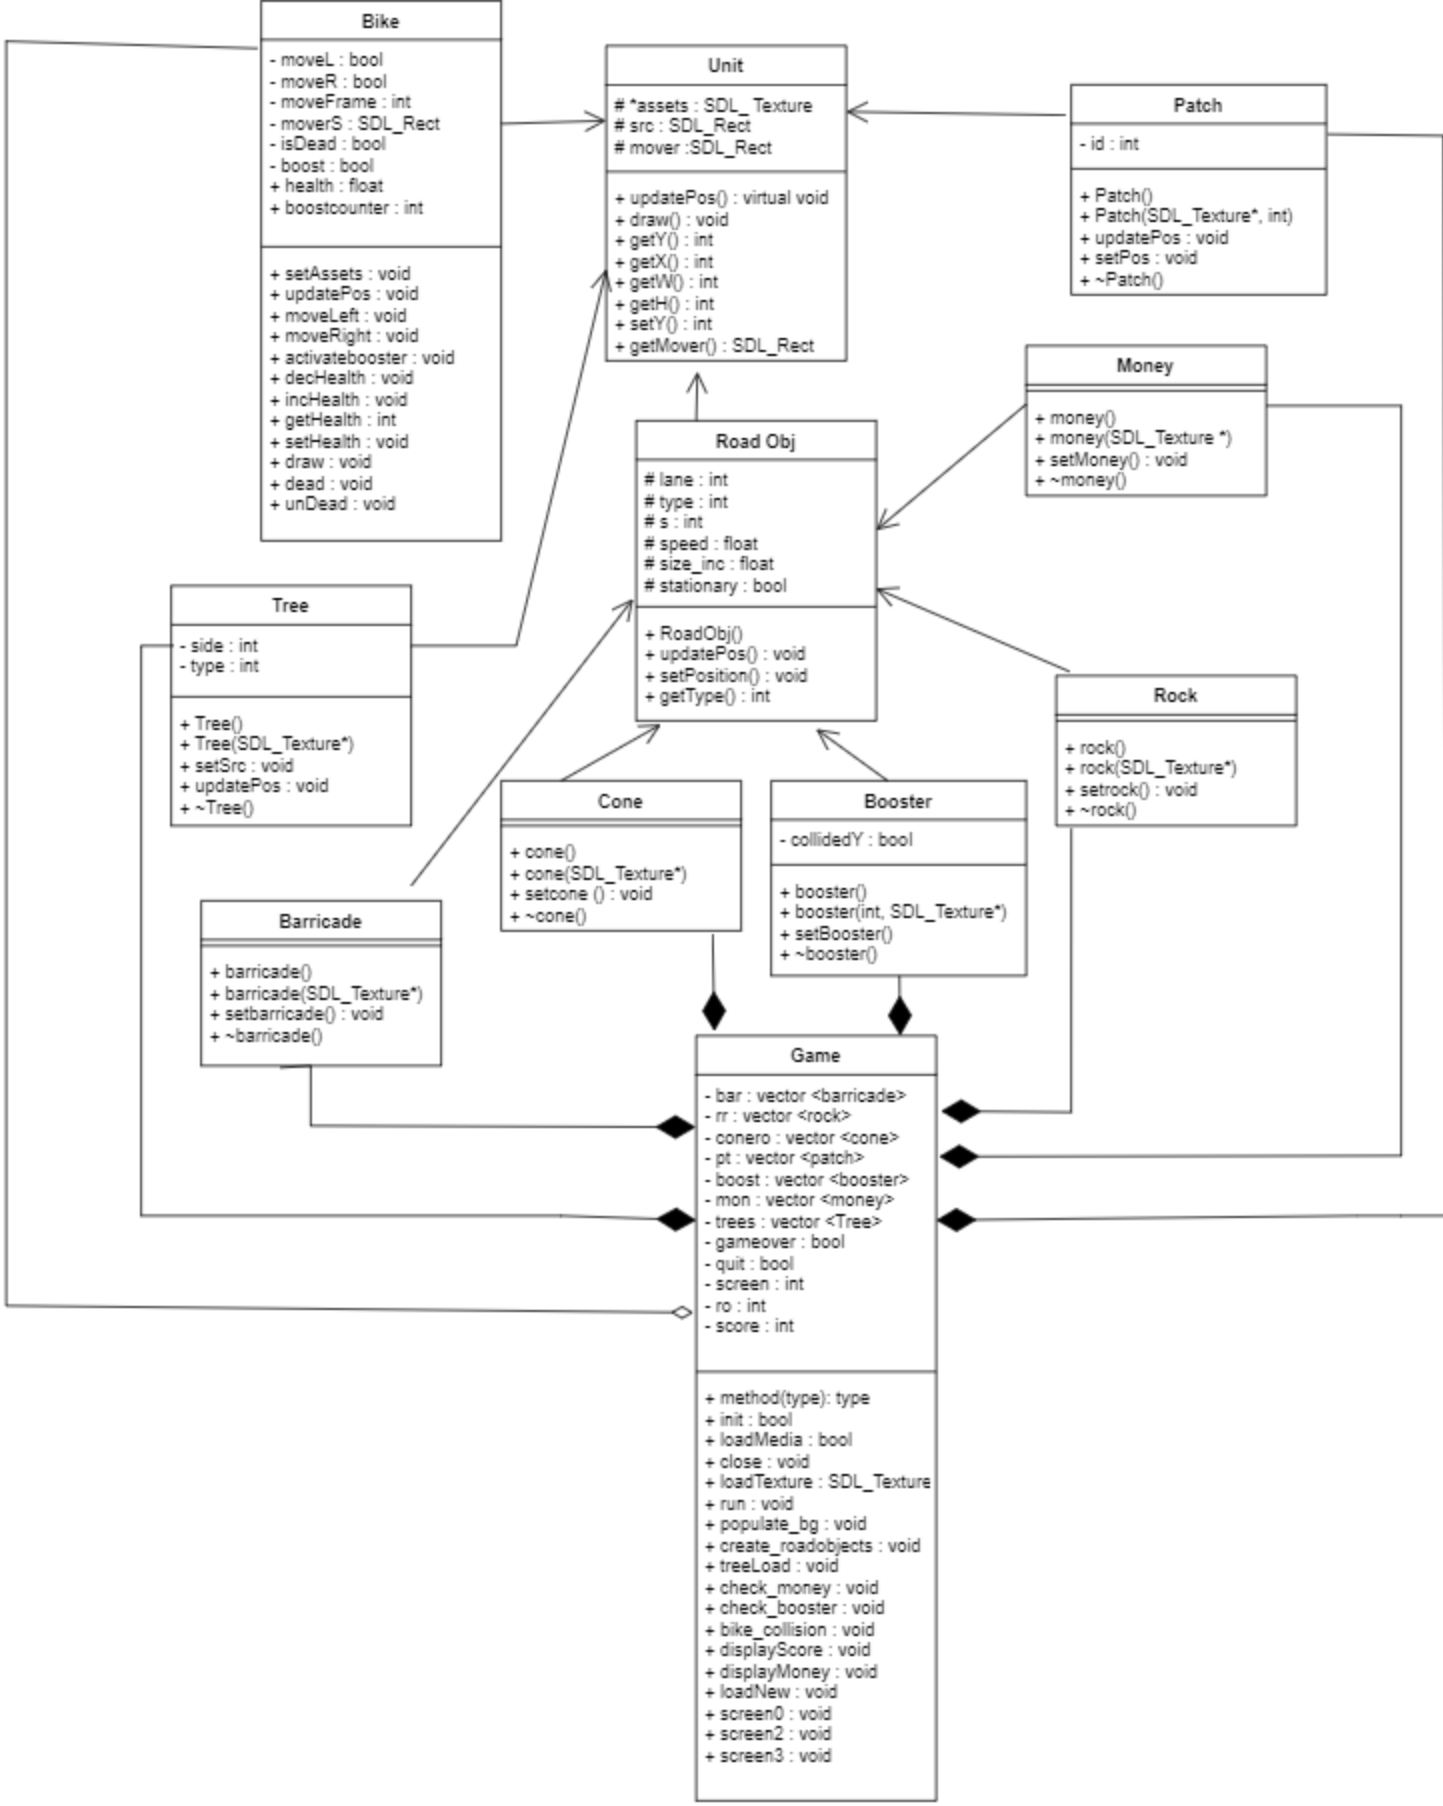 Bike
- moveL : bool
- moveR : bool
- moveFrame : int
- moverS : SDL_Rect
- isDead : bool
- boost : bool
+ health : float
+ boostcounter : int
+ setAssets : void
+ updatePos : void
+ moveLeft : void
+ moveRight : void
+ activatebooster : void
+ decHealth : void
+ incHealth : void
+ getHealth : int
+ setHealth : void
+ draw : void
+ dead : void
+ unDead : void
Unit
# *assets : SDL_ Texture
# src : SDL_Rect
# mover :SDL_Rect
+ updatePos() : virtual void
+ draw() : void
+ getY() : int
+ getX() : int
+ getW() : int
+ getH() : int
+ setY() : int
+ getMover() : SDL_Rect
Patch
- id : int
+ Patch()
+ Patch(SDL_Texture*, int)
+ updatePos : void
+ setPos : void
+ ~Patch()
Money
+ money()
+ money(SDL_Texture *)
+ setMoney() : void
+ ~money()
Road Obj
# lane : int
# type : int
# s : int
# speed : float
# size_inc : float
# stationary : bool
+ RoadObj()
+ updatePos() : void
+ setPosition() : void
+ getType() : int
Tree
- side : int
- type : int
+ Tree()
+ Tree(SDL_Texture*)
+ setSrc : void
+ updatePos : void
+ ~Tree()
Rock
+ rock()
+ rock(SDL_Texture*)
+ setrock() : void
+ ~rock()
Cone
+ cone()
+ cone(SDL_Texture*)
+ setcone () : void
+ ~cone()
Booster
- collidedY : bool
+ booster()
+ booster(int, SDL_Texture*)
+ setBooster()
+ ~booster()
Barricade
+ barricade()
+ barricade(SDL_Texture*)
+ setbarricade() : void
+ ~barricade()
Game
- bar : vector <barricade>
- rr : vector <rock>
- conero : vector <cone>
- pt : vector <patch>
- boost : vector <booster>
- mon : vector <money>
- trees : vector <Tree>
- gameover : bool
- quit : bool
- screen : int
- ro : int
- score : int
+ method(type): type
+ init : bool
+ loadMedia : bool
+ close : void
+ loadTexture : SDL_Texture
+ run : void
+ populate_bg : void
+ create_roadobjects : void
+ treeLoad : void
+ check_money : void
+ check_booster : void
+ bike_collision : void
+ displayScore : void
+ displayMoney : void
+ loadNew : void
+ screen0 : void
+ screen2 : void
+ screen3 : void